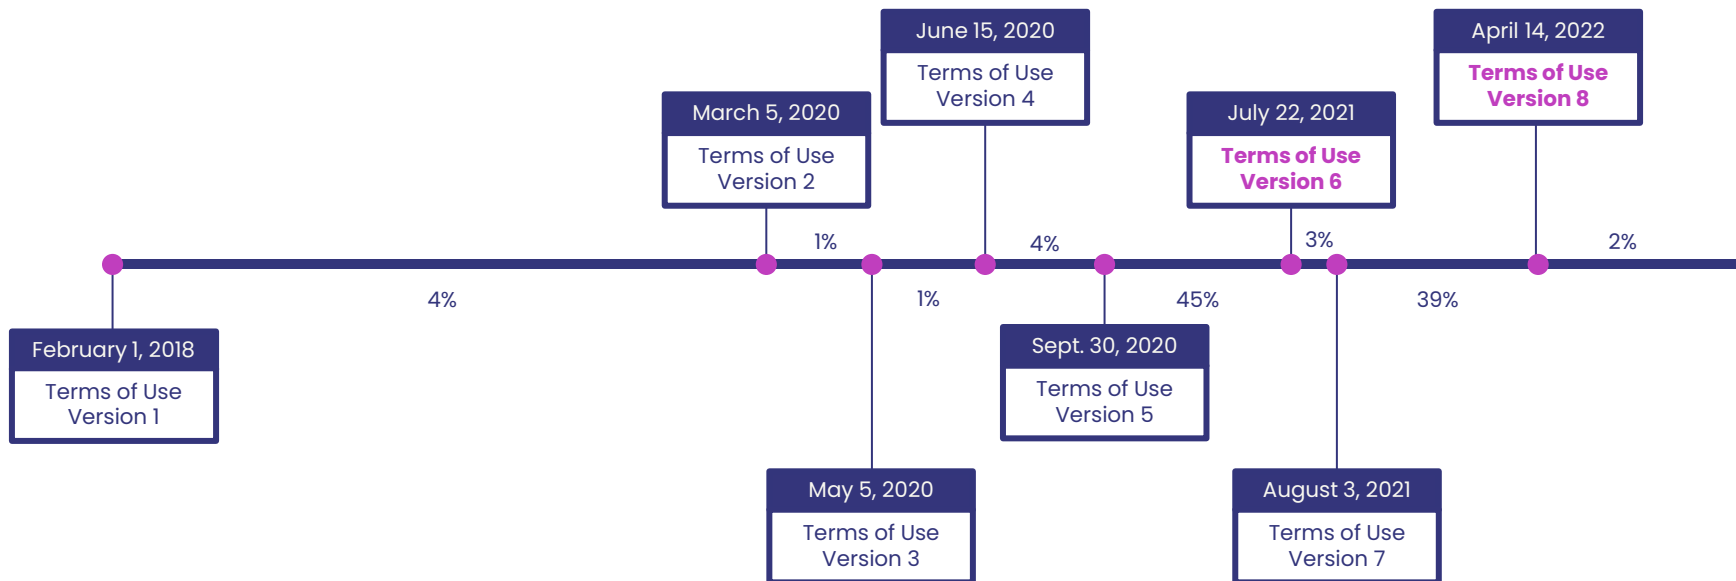 June 15, 2020
Terms of Use
Version 4
April 14, 2022
Terms of Use
Version 8
March 5, 2020
Terms of Use
Version 2
July 22, 2021
Terms of Use
Version 6
1%
4%
3%
2%
4%
1%
45%
39%
February 1, 2018
Terms of Use
Version 1
Sept. 30, 2020
Terms of Use
Version 5
May 5, 2020
Terms of Use
Version 3
August 3, 2021
Terms of Use
Version 7